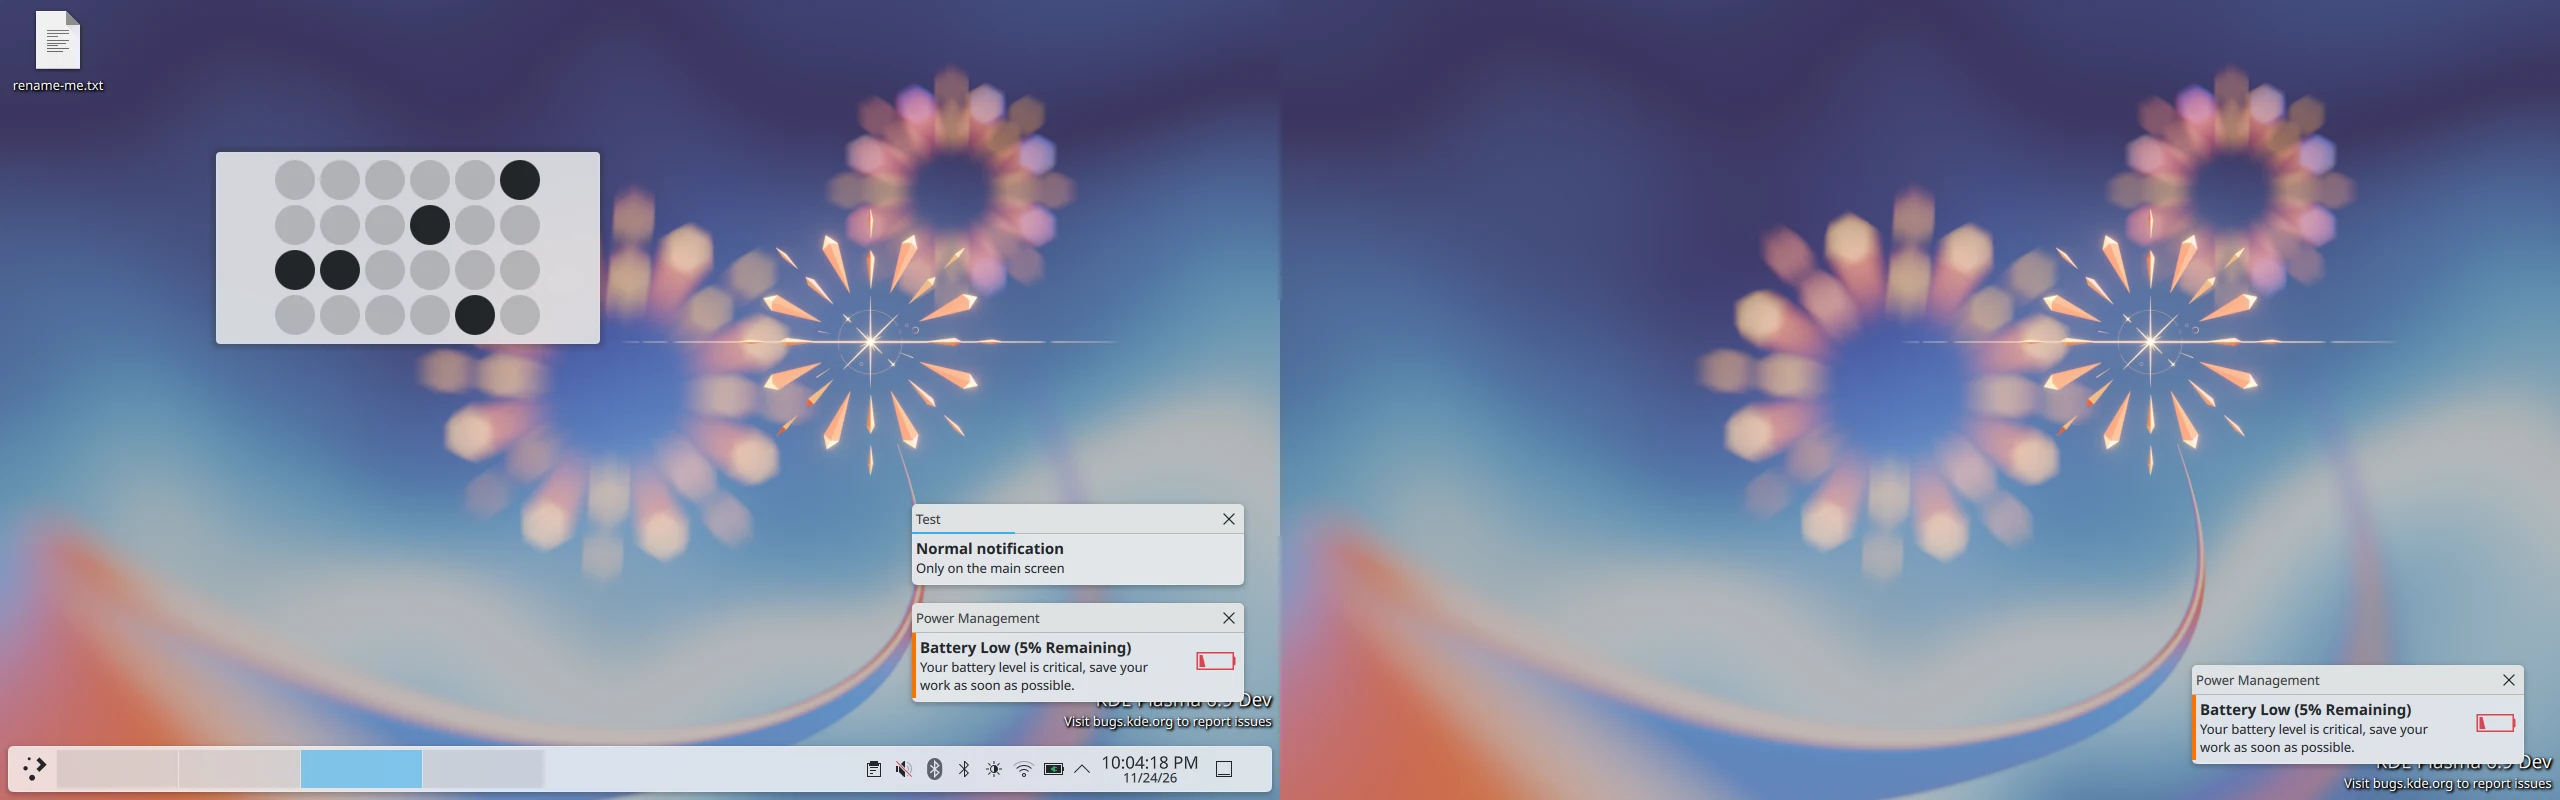 rename-me.txt
Test
Normal notification
Only on the main screen
Power Management
Battery Low (5% Remaining)
Your battery level is critical, save your
work as soon as possible.
Dev
Visit bugs.kde.org to report issues
10:04:18 PM
11/24/26
Power Management
Battery Low (5% Remaining)
Your battery level is critical, save your
work as soon as possible.
Dev
Visit bugs.kde.org to report issues